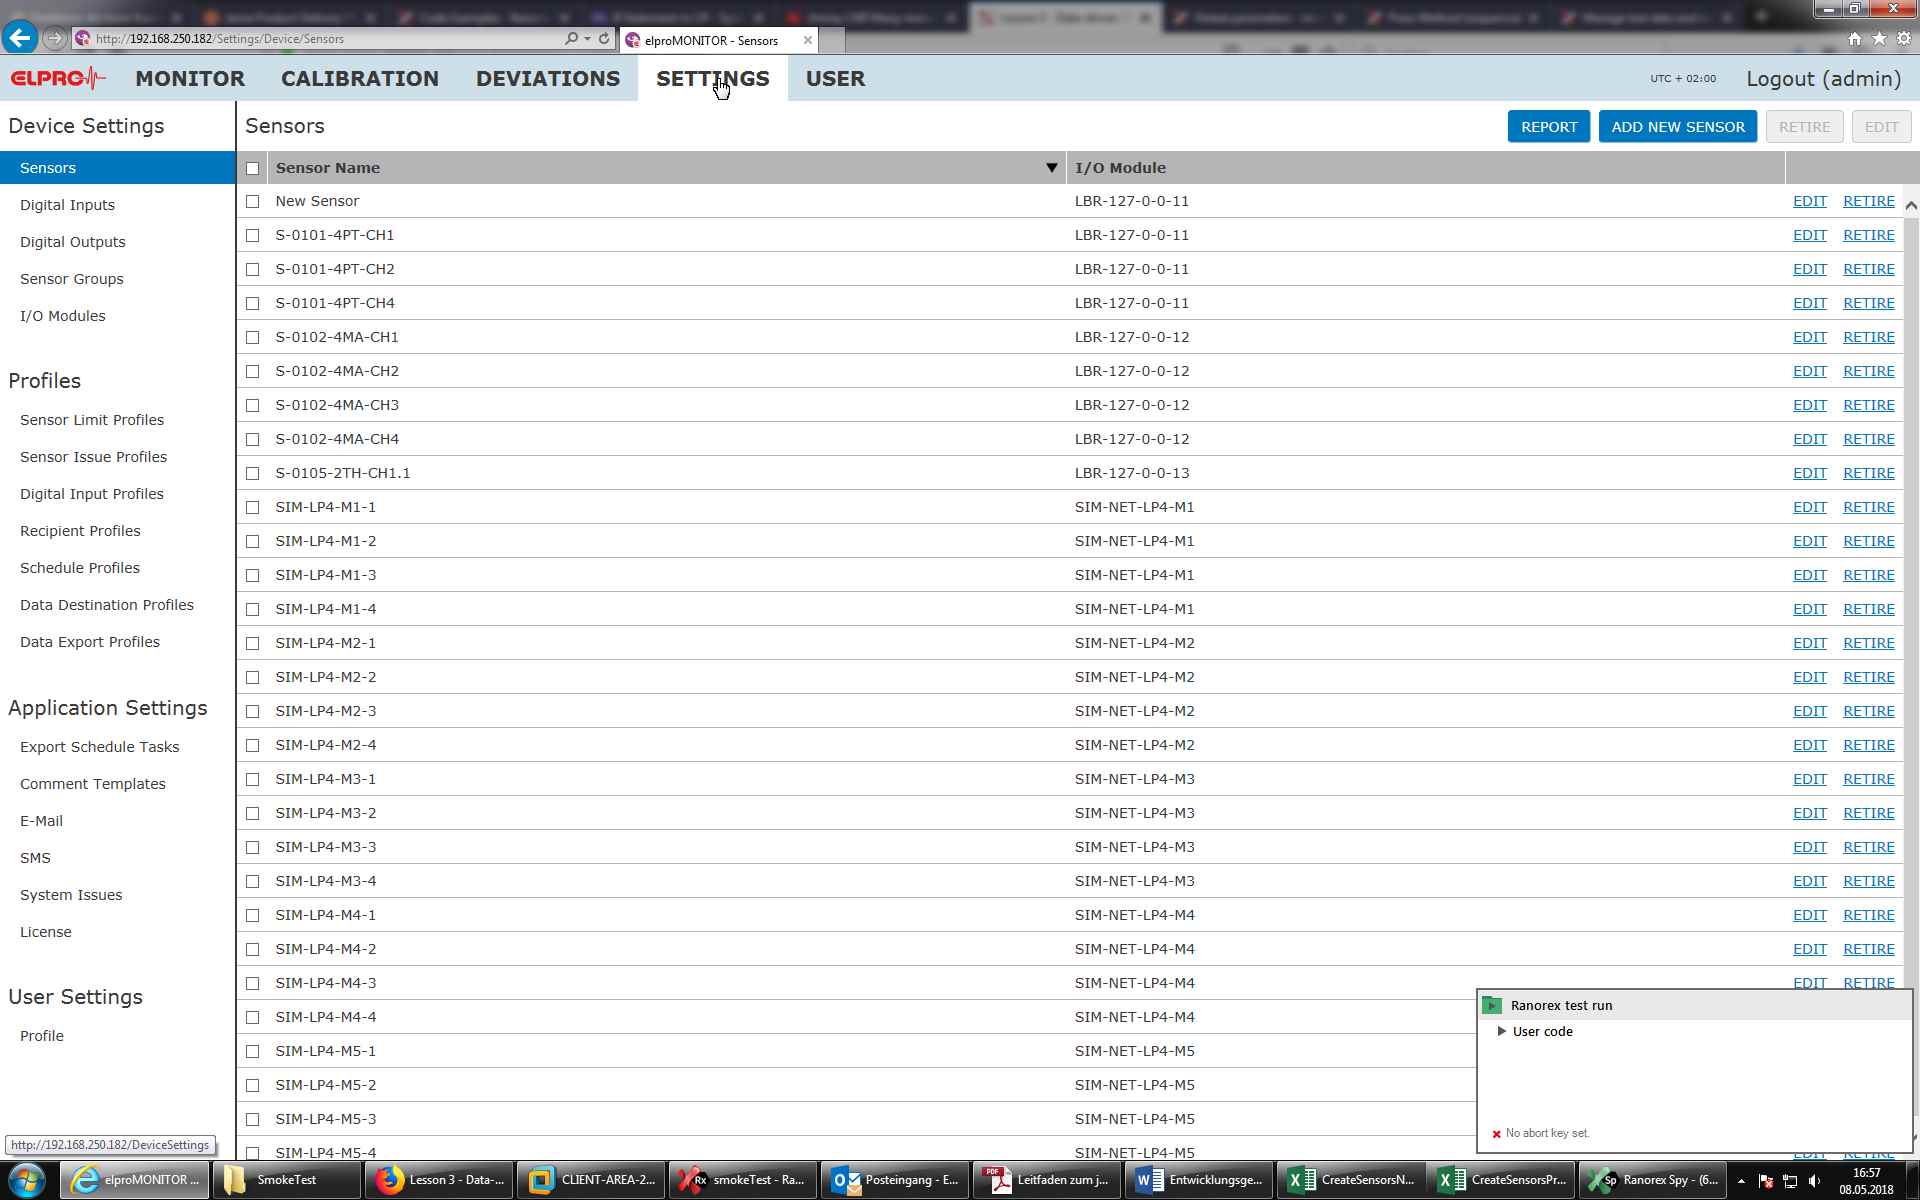 http://192.168.250.182/Settings/Device/Sensors
elproMONITOR - Sensors
ELPRO
MONITOR
CALIBRATION
DEVIATIONS
SETTINGS
USER
UTC + 02:00
Logout (admin)
Device Settings
Sensors
Digital Inputs
Digital Outputs
Sensor Groups
I/O Modules
Profiles
Sensor Limit Profiles
Sensor Issue Profiles
Digital Input Profiles
Recipient Profiles
Schedule Profiles
Data Destination Profiles
Data Export Profiles
Application Settings
Export Schedule Tasks
Comment Templates
E-Mail
SMS
System Issues
License
User Settings
Profile
http://192.168.250.182/DeviceSettings
Sensors
REPORT
ADD NEW SENSOR
RETIRE
EDIT
Sensor Name I/O Module
New Sensor LBR-127-0-0-11 EDIT RETIRE
S-0101-4PT-CH1 LBR-127-0-0-11 EDIT RETIRE
S-0101-4PT-CH2 LBR-127-0-0-11 EDIT RETIRE
S-0101-4PT-CH4 LBR-127-0-0-11 EDIT RETIRE
S-0102-4MA-CH1 LBR-127-0-0-12 EDIT RETIRE
S-0102-4MA-CH2 LBR-127-0-0-12 EDIT RETIRE
S-0102-4MA-CH3 LBR-127-0-0-12 EDIT RETIRE
S-0102-4MA-CH4 LBR-127-0-0-12 EDIT RETIRE
S-0105-2TH-CH1.1 LBR-127-0-0-13 EDIT RETIRE
SIM-LP4-M1-1 SIM-NET-LP4-M1 EDIT RETIRE
SIM-LP4-M1-2 SIM-NET-LP4-M1 EDIT RETIRE
SIM-LP4-M1-3 SIM-NET-LP4-M1 EDIT RETIRE
SIM-LP4-M1-4 SIM-NET-LP4-M1 EDIT RETIRE
SIM-LP4-M2-1 SIM-NET-LP4-M2 EDIT RETIRE
SIM-LP4-M2-2 SIM-NET-LP4-M2 EDIT RETIRE
SIM-LP4-M2-3 SIM-NET-LP4-M2 EDIT RETIRE
SIM-LP4-M2-4 SIM-NET-LP4-M2 EDIT RETIRE
SIM-LP4-M3-1 SIM-NET-LP4-M3 EDIT RETIRE
SIM-LP4-M3-2 SIM-NET-LP4-M3 EDIT RETIRE
SIM-LP4-M3-3 SIM-NET-LP4-M3 EDIT RETIRE
SIM-LP4-M3-4 SIM-NET-LP4-M3 EDIT RETIRE
SIM-LP4-M4-1 SIM-NET-LP4-M4 EDIT RETIRE
SIM-LP4-M4-2 SIM-NET-LP4-M4 EDIT RETIRE
SIM-LP4-M4-3 SIM-NET-LP4-M4 EDIT RETIRE
SIM-LP4-M4-4 SIM-NET-LP4-M4
SIM-LP4-M5-1 SIM-NET-LP4-M5
SIM-LP4-M5-2 SIM-NET-LP4-M5
SIM-LP4-M5-3 SIM-NET-LP4-M5
SIM-LP4-M5-4 SIM-NET-LP4-M5 EDIT RETIRE
Ranorex test run
User code
No abort key set.
elproMONITOR ...
SmokeTest
Lesson 3 - Data-...
CLIENT-AREA-2...
smokeTest - Ra...
Posteingang - E...
Leitfaden zum j...
Entwicklungsge...
CreateSensorsN...
CreateSensorsPr...
Ranorex Spy - (6...
16:57
08.05.2018